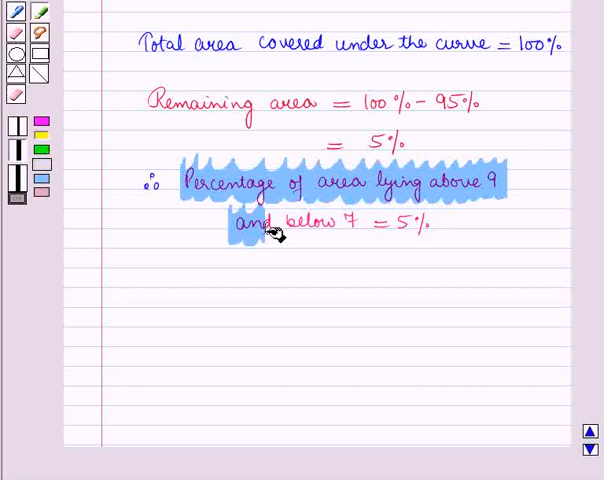 Total area covered under the curve = 100%
Remaining area = 100% - 95%
= 5%
∴ Percentage of area lying above 9
and below 7 = 5%